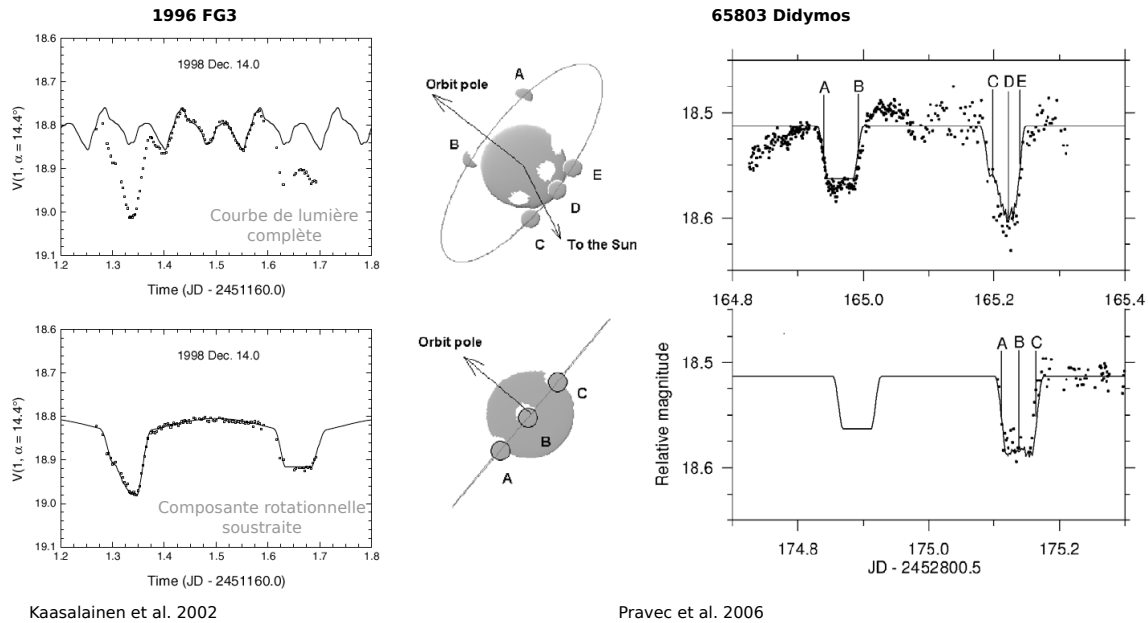 1996 FG3
65803 Didymos
18.6
18.7
18.8
18.9
19.0
19.1
V(1, α = 14.4°)
1998 Dec. 14.0
Courbe de lumière
complète
1.2 1.3 1.4 1.5 1.6 1.7 1.8
Time (JD - 2451160.0)
Orbit pole
A
B
E
D
C
To the Sun
A B C D E
18.5
18.6
164.8 165.0 165.2 165.4
18.6
18.7
18.8
18.9
19.0
19.1
V(1, α = 14.4°)
1998 Dec. 14.0
Composante rotationnelle
soustraite
1.2 1.3 1.4 1.5 1.6 1.7 1.8
Time (JD - 2451160.0)
Orbit pole
C
B
A
A B C
18.5
18.6
Relative magnitude
174.8 175.0 175.2
JD - 2452800.5
Kaasalainen et al. 2002
Pravec et al. 2006